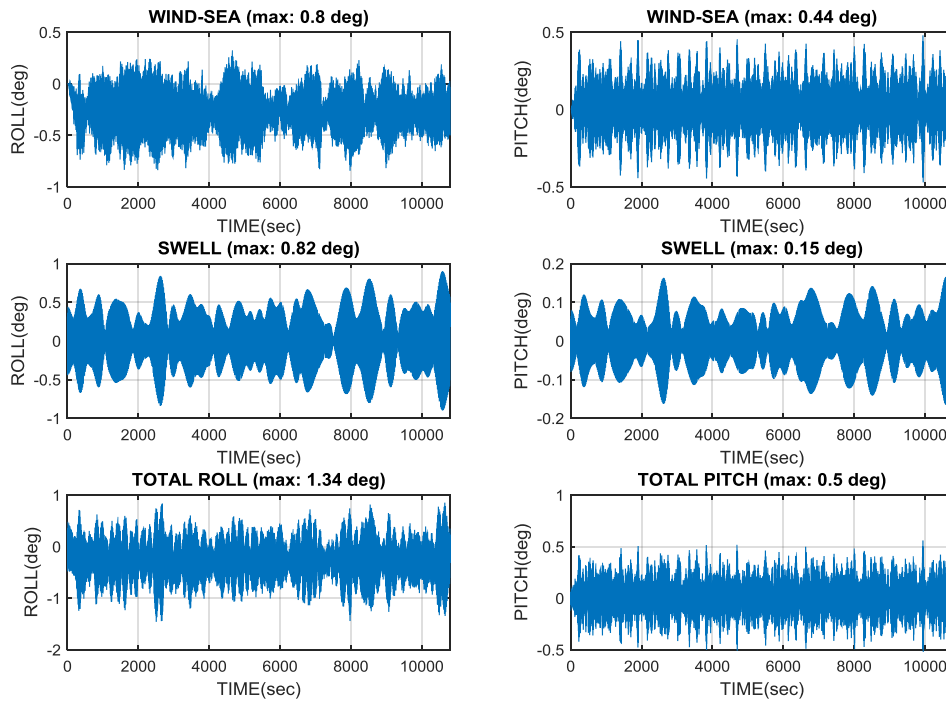 WIND-SEA (max: 0.8 deg)
0.5
0
-0.5
-1
ROLL(deg)
0 2000 4000 6000 8000 10000
TIME(sec)
WIND-SEA (max: 0.44 deg)
0.5
0
-0.5
PITCH(deg)
0 2000 4000 6000 8000 10000
TIME(sec)
SWELL (max: 0.82 deg)
1
0.5
0
-0.5
-1
ROLL(deg)
0 2000 4000 6000 8000 10000
TIME(sec)
SWELL (max: 0.15 deg)
0.2
0.1
0
-0.1
-0.2
PITCH(deg)
0 2000 4000 6000 8000 10000
TIME(sec)
TOTAL ROLL (max: 1.34 deg)
1
0
-1
-2
ROLL(deg)
0 2000 4000 6000 8000 10000
TIME(sec)
TOTAL PITCH (max: 0.5 deg)
1
0.5
0
-0.5
PITCH(deg)
0 2000 4000 6000 8000 10000
TIME(sec)